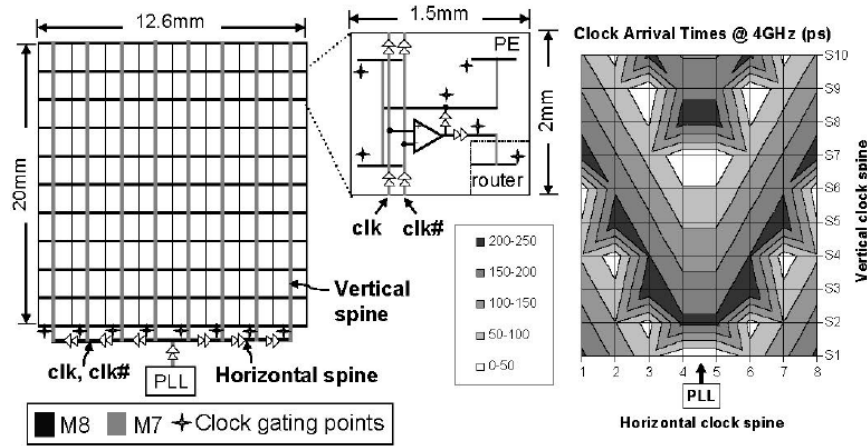 12.6mm
20mm
clk, clk#
PLL
Horizontal spine
Vertical
spine
M8 M7 Clock gating points
1.5mm
PE
2mm
router
clk clk#
200-250
150-200
100-150
50-100
0-50
Clock Arrival Times @ 4GHz (ps)
S10
S9
S8
S7
S6
S5
S4
S3
S2
S1
Vertical clock spine
1 2 3 4 5 6 7 8
PLL
Horizontal clock spine